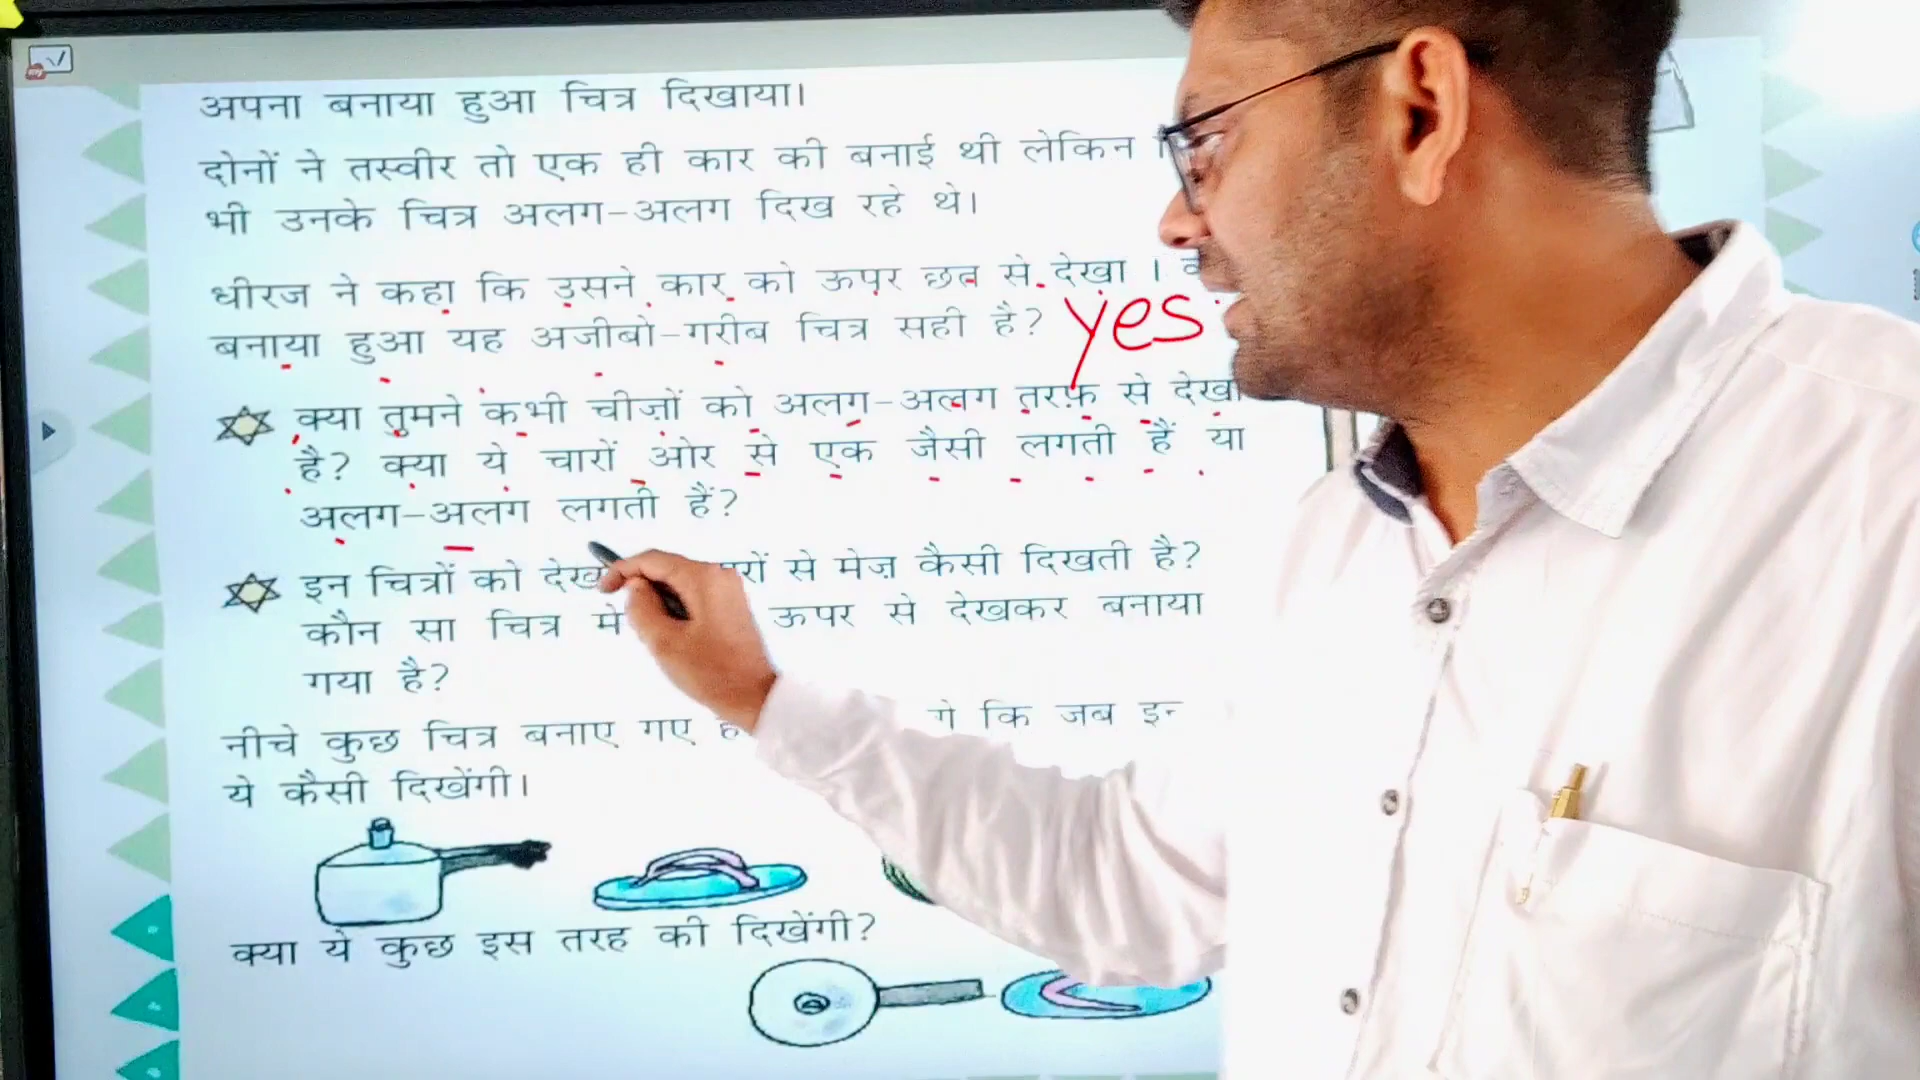 अपना बनाया हुआ चित्र दिखाया।
दोनों ने तस्वीर तो एक ही कार की बनाई थी लेकिन
भी उनके चित्र अलग-अलग दिख रहे थे।
धीरज ने कहा कि उसने कार को ऊपर छत से देखा ।
बनाया हुआ यह अजीबो-गरीब चित्र सही है? yes
क्या तुमने कभी चीज़ों को अलग-अलग तरफ़ से देखा
है? क्या ये चारों ओर से एक जैसी लगती हैं या
अलग-अलग लगती हैं?
इन चित्रों को से मेज़ कैसी दिखती है?
कौन सा चित्र ऊपर से देखकर बनाया
गया है?
नीचे कुछ चित्र बनाए गए कि जब
ये कैसी दिखेंगी।
क्या ये कुछ इस तरह की दिखेंगी?